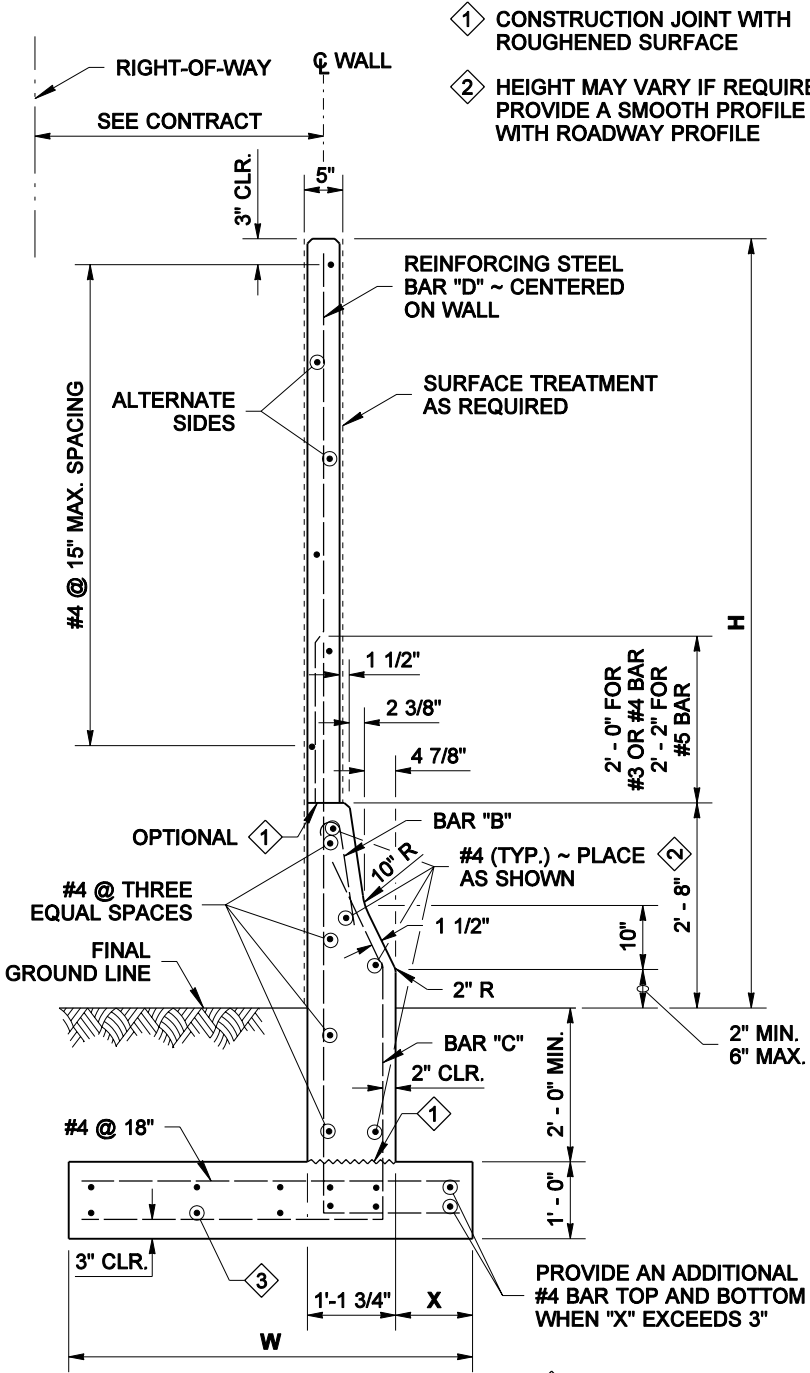 1 CONSTRUCTION JOINT WITH
ROUGHENED SURFACE
2 HEIGHT MAY VARY IF REQUIRE
PROVIDE A SMOOTH PROFILE
WITH ROADWAY PROFILE
RIGHT-OF-WAY
℄ WALL
SEE CONTRACT
3" CLR.
5"
REINFORCING STEEL
BAR "D" ~ CENTERED
ON WALL
ALTERNATE
SIDES
SURFACE TREATMENT
AS REQUIRED
#4 @ 15" MAX. SPACING
H
1 1/2"
2 3/8"
4 7/8"
2' - 0" FOR
#3 OR #4 BAR
2' - 2" FOR
#5 BAR
OPTIONAL 1
BAR "B"
10" R
#4 (TYP.) ~ PLACE
AS SHOWN
2' - 8" 2
#4 @ THREE
EQUAL SPACES
1 1/2"
10"
FINAL
GROUND LINE
2" R
2" MIN.
6" MAX.
BAR "C"
2" CLR.
2' - 0" MIN.
1
#4 @ 18"
1' - 0"
3" CLR.
3
1'-1 3/4"
X
PROVIDE AN ADDITIONAL
#4 BAR TOP AND BOTTOM
WHEN "X" EXCEEDS 3"
W